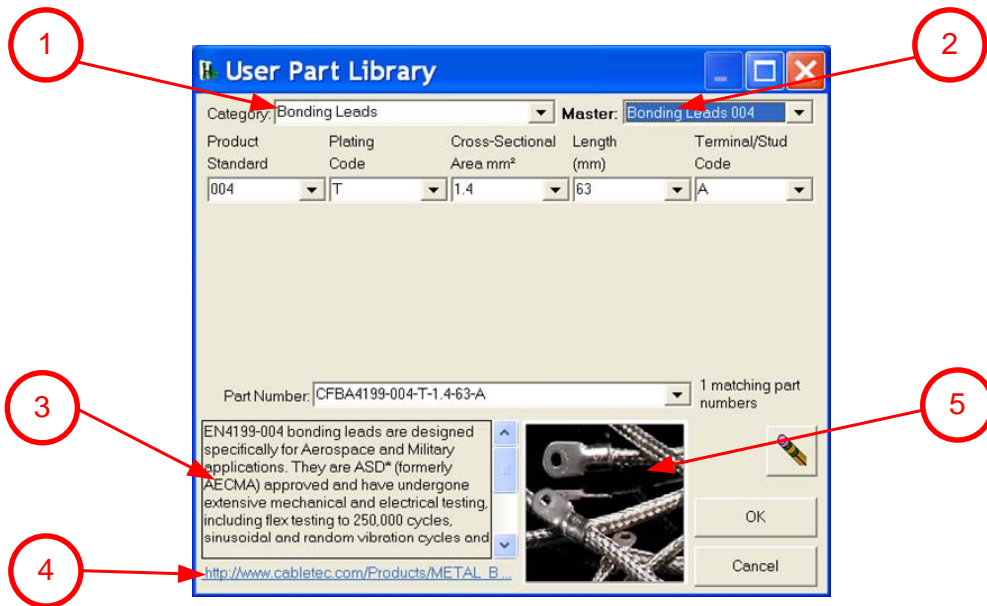 1
2
User Part Library
Category: Bonding Leads Master: Bonding Leads 004
Product Plating Cross-Sectional Length Terminal/Stud
Standard Code Area mm² (mm) Code
004 T 1.4 63 A
Part Number: CFBA4199-004-T-1.4-63-A 1 matching part
numbers
3
5
EN4199-004 bonding leads are designed
specifically for Aerospace and Military
applications. They are ASD* (formerly
AECMA) approved and have undergone
extensive mechanical and electrical testing,
including flex testing to 250,000 cycles,
sinusoidal and random vibration cycles and
OK
4
http://www.cabletec.com/Products/METAL_B ...
Cancel